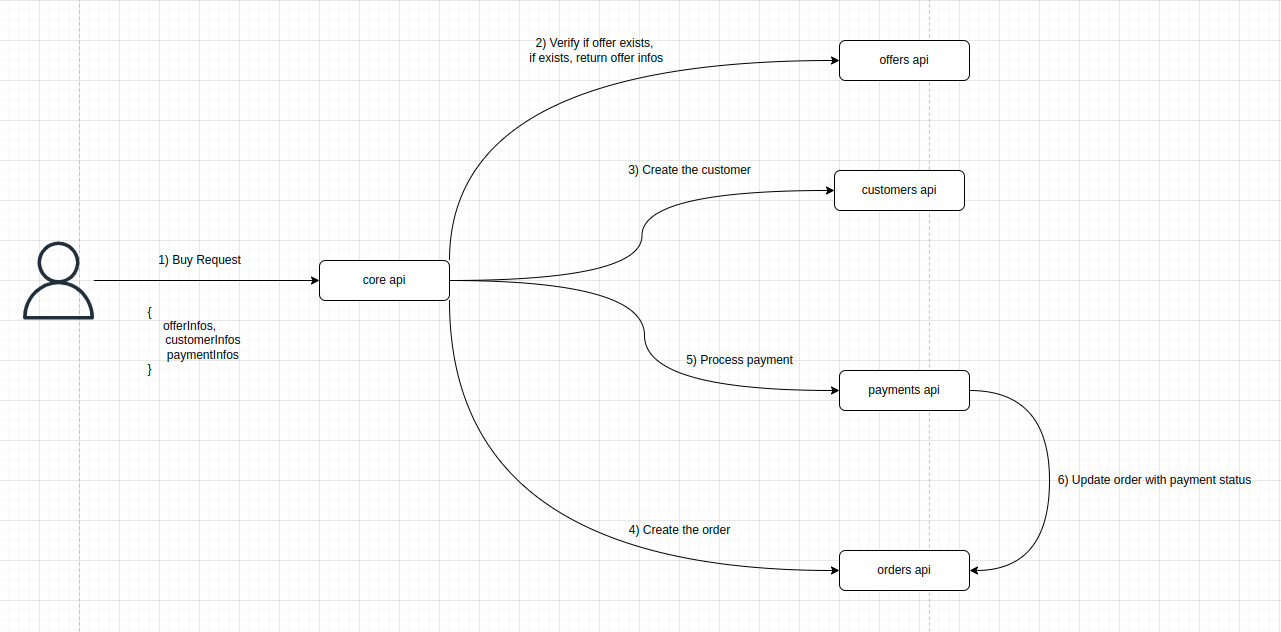 2) Verify if offer exists,
if exists, return offer infos
offers api
3) Create the customer
customers api
1) Buy Request
core api
{
offerInfos,
customerInfos
paymentInfos
}
5) Process payment
payments api
6) Update order with payment status
4) Create the order
orders api